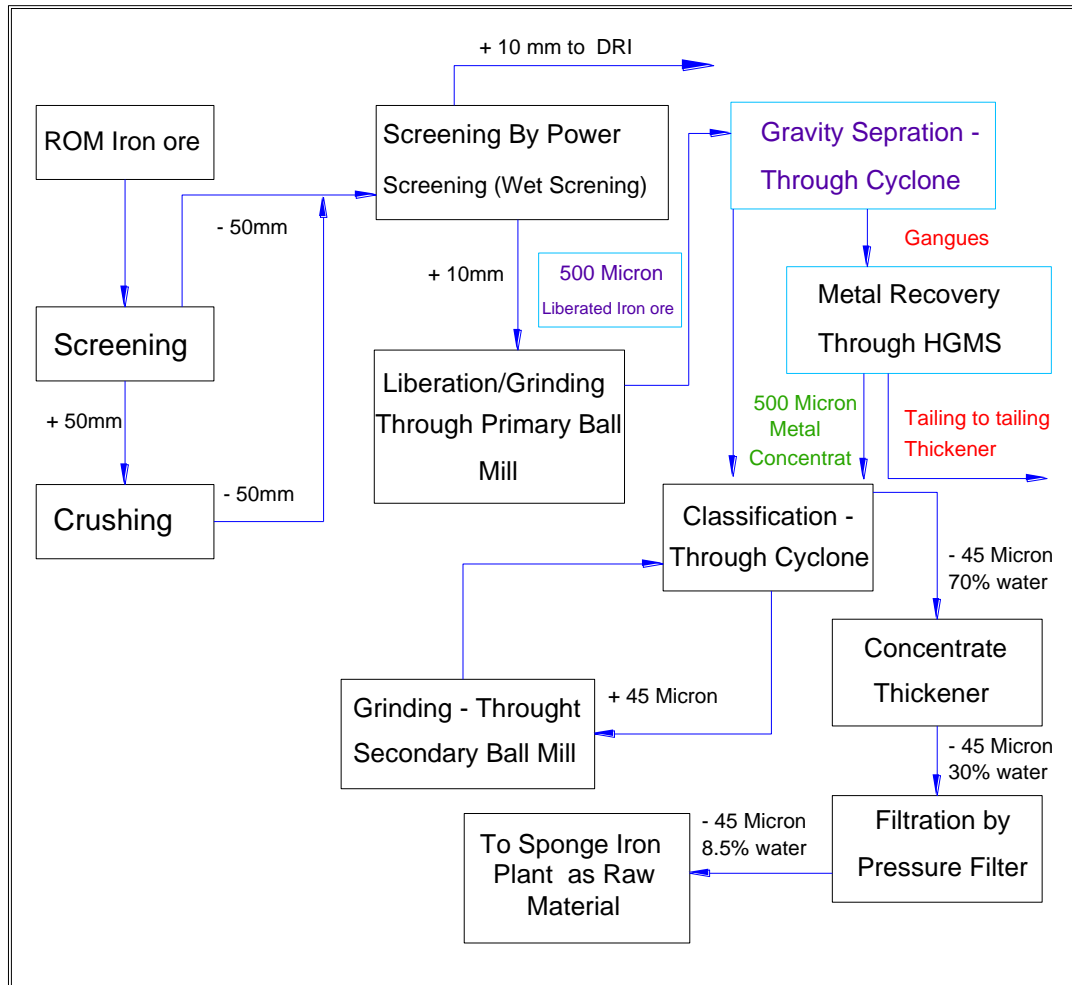 + 10 mm to DRI
ROM Iron ore
Screening By Power
Screening (Wet Screning)
Gravity Sepration -
Through Cyclone
- 50mm
Gangues
+ 10mm
500 Micron
Liberated Iron ore
Metal Recovery
Through HGMS
Screening
Liberation/Grinding
Through Primary Ball
Mill
+ 50mm
500 Micron
Metal
Concentrat
Tailing to tailing
Thickener
- 50mm
Crushing
Classification -
Through Cyclone
- 45 Micron
70% water
Concentrate
Thickener
+ 45 Micron
Grinding - Throught
Secondary Ball Mill
- 45 Micron
30% water
Filtration by
Pressure Filter
- 45 Micron
8.5% water
To Sponge Iron
Plant as Raw
Material